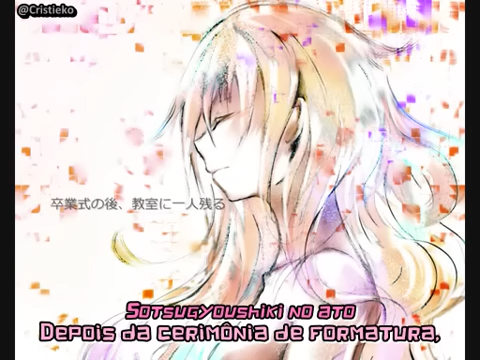 @Cristieko
卒業式の後、教室に一人残る
Sotsugyoushiki no ato
Depois da cerimônia de formatura,